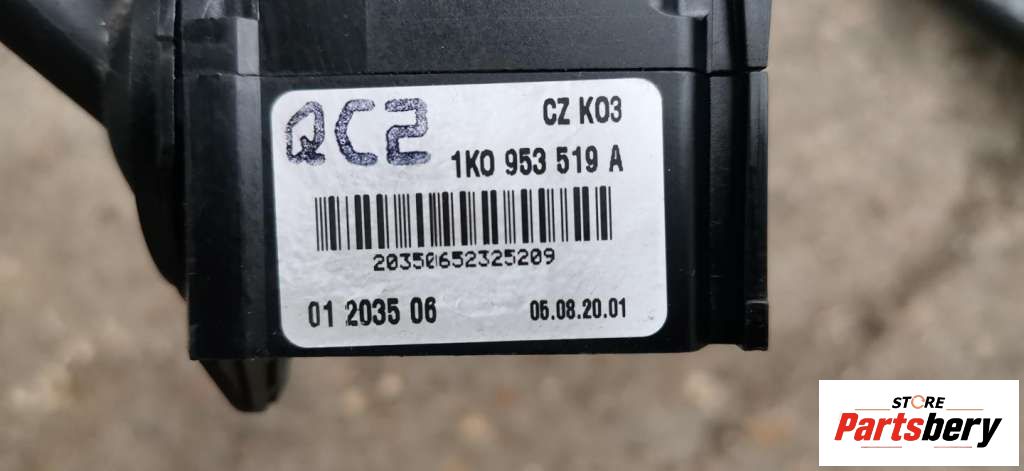 QC2
CZ K03
1K0 953 519 A
20350652325209
01 2035 06
06.08.20.01
STORE
Partsbery